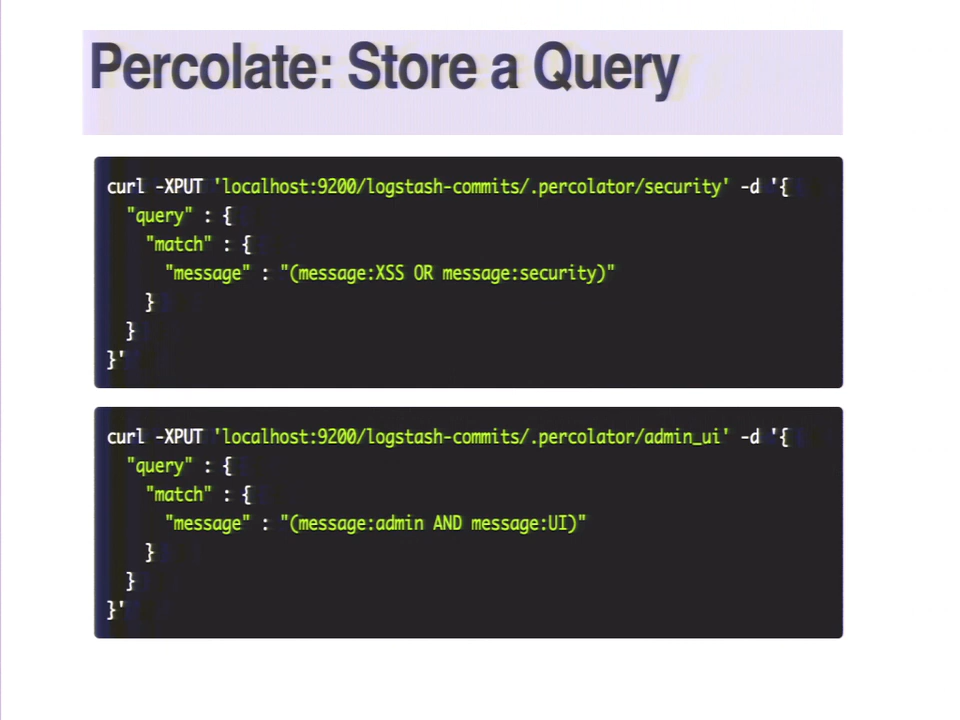 Percolate: Store a Query
curl -XPUT 'localhost:9200/logstash-commits/.percolator/security' -d '{
  "query" : {
    "match" : {
      "message" : "(message:XSS OR message:security)"
    }
  }
}'
curl -XPUT 'localhost:9200/logstash-commits/.percolator/admin_ui' -d '{
  "query" : {
    "match" : {
      "message" : "(message:admin AND message:UI)"
    }
  }
}'